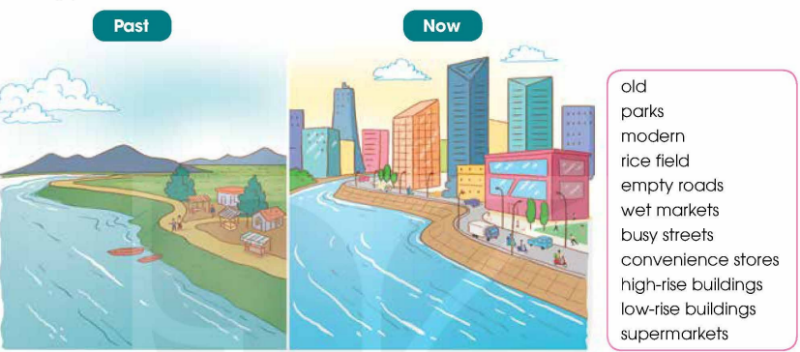 Past
Now
old
parks
modern
rice field
empty roads
wet markets
busy streets
convenience stores
high-rise buildings
low-rise buildings
supermarkets